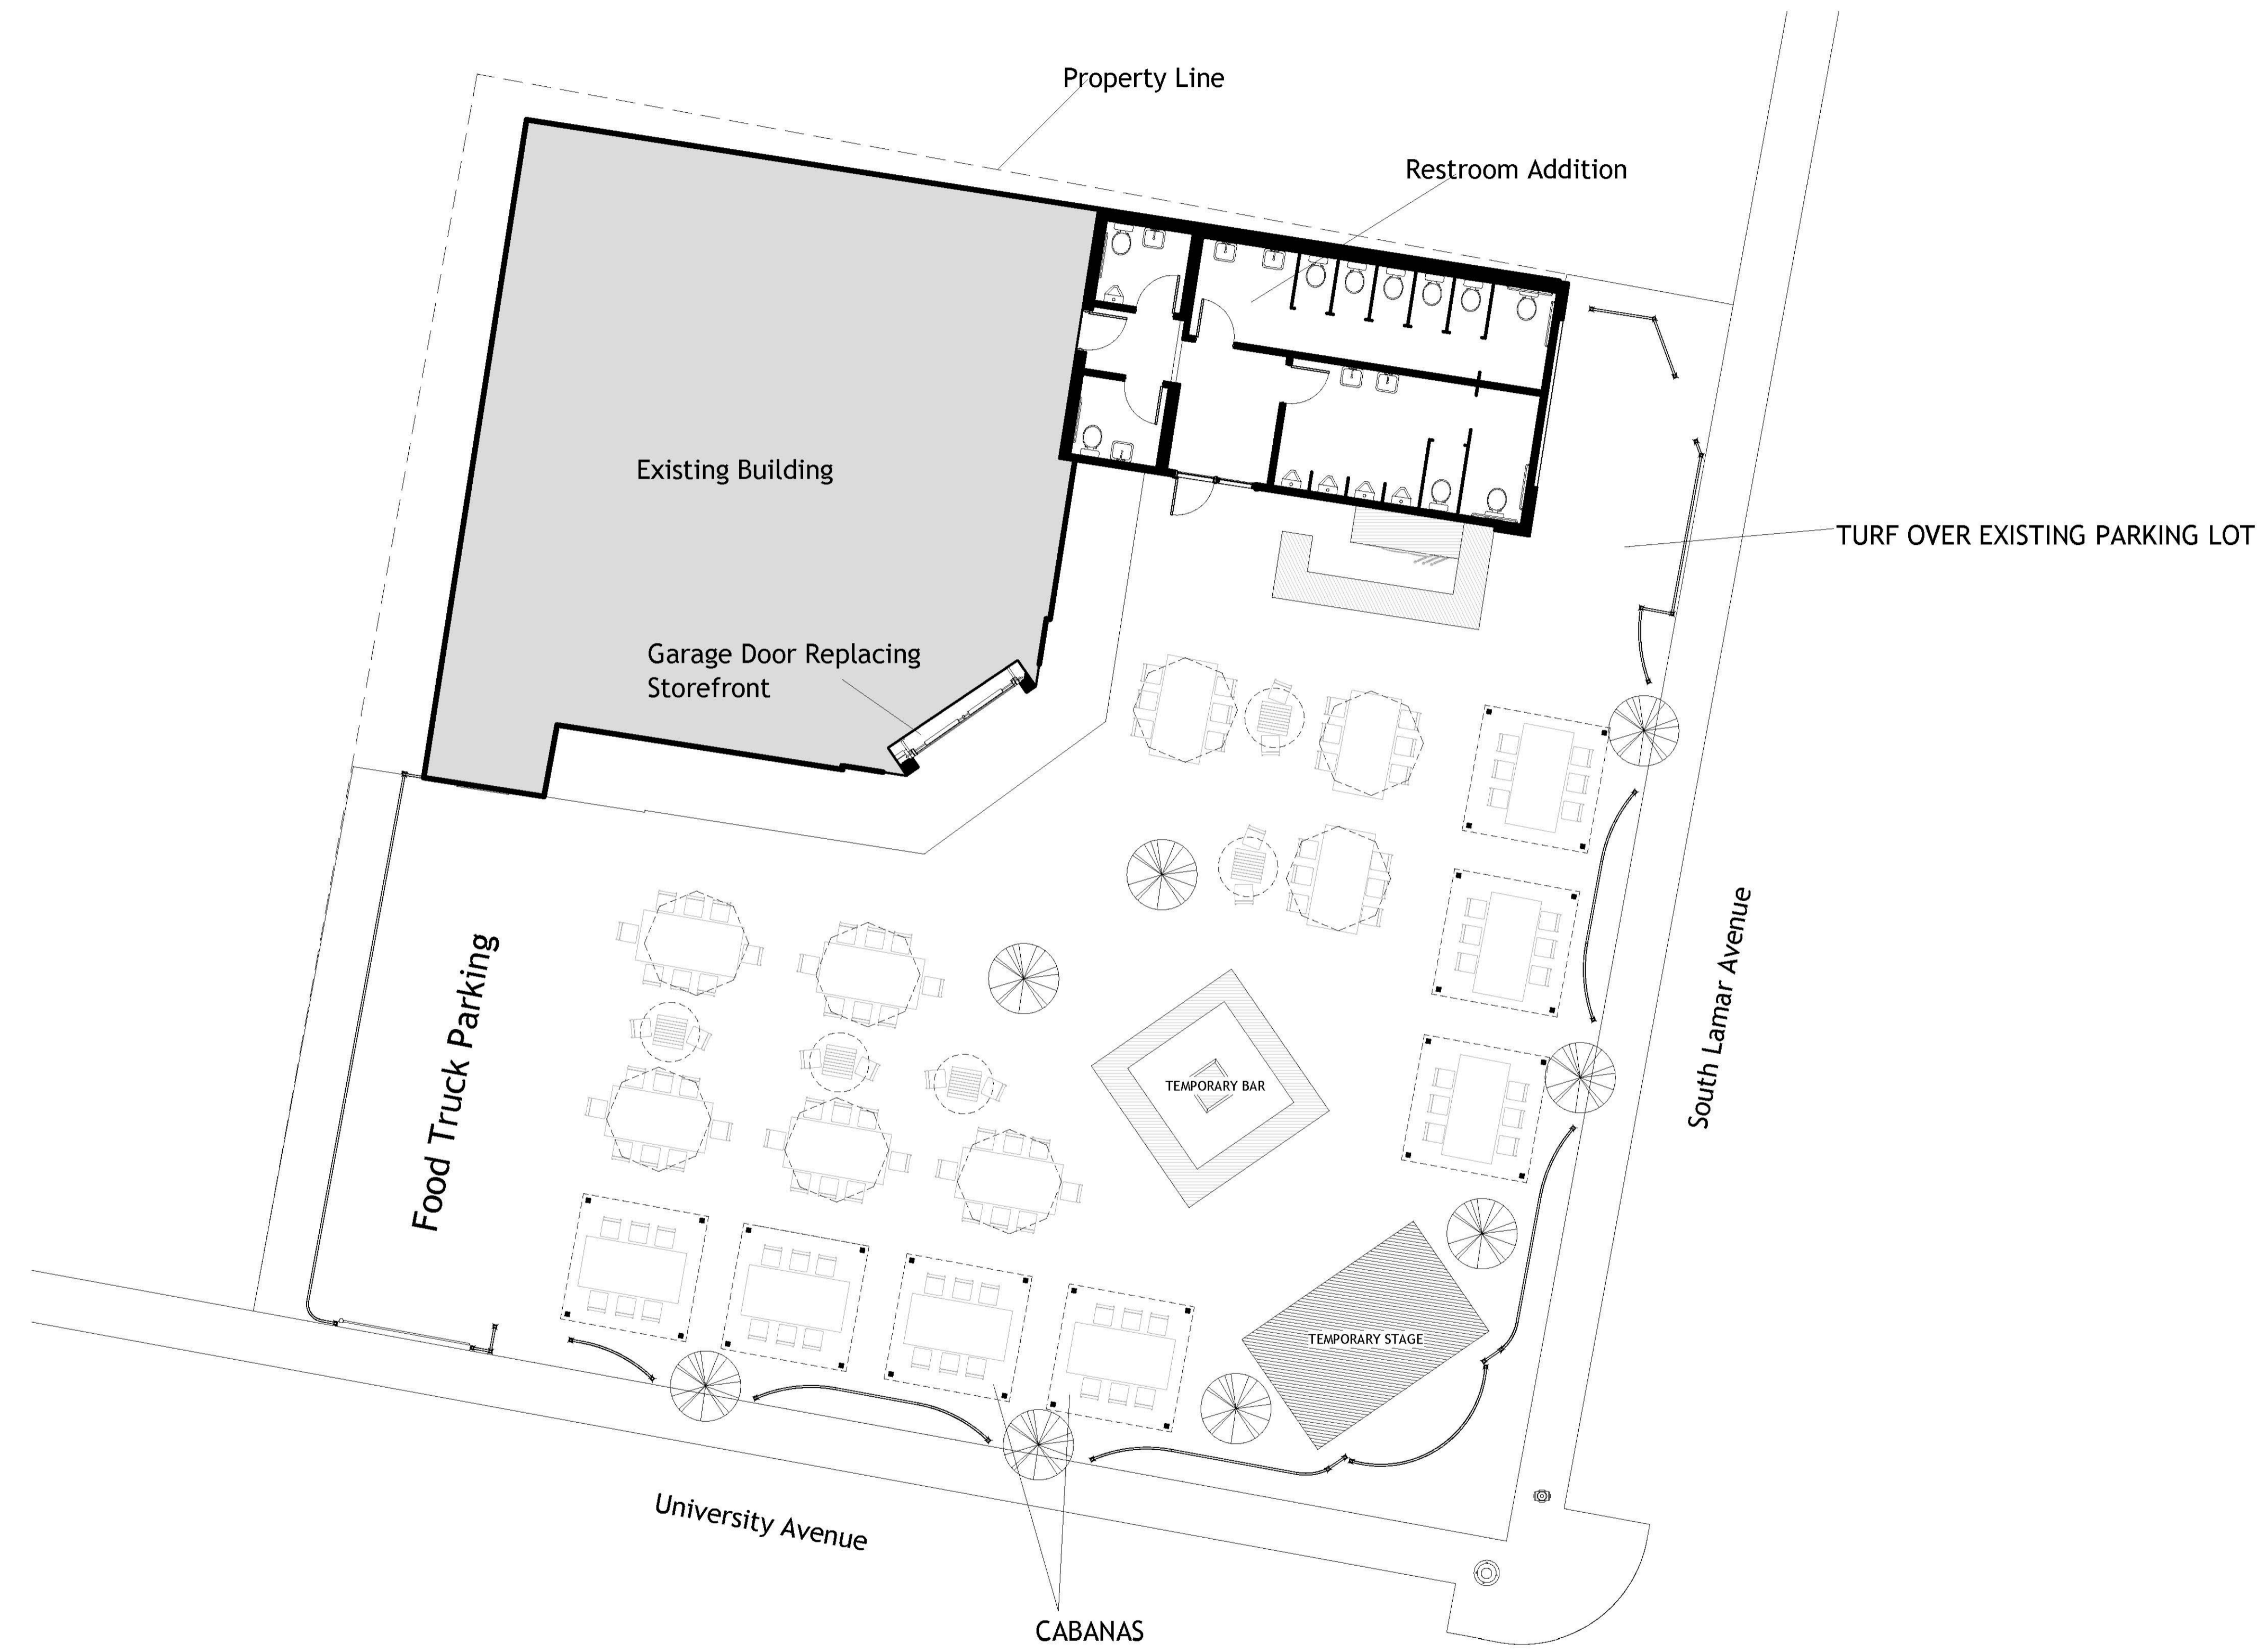 Property Line
Restroom Addition
Existing Building
TURF OVER EXISTING PARKING LOT
Garage Door Replacing
Storefront
Food Truck Parking
South Lamar Avenue
TEMPORARY BAR
TEMPORARY STAGE
University Avenue
CABANAS